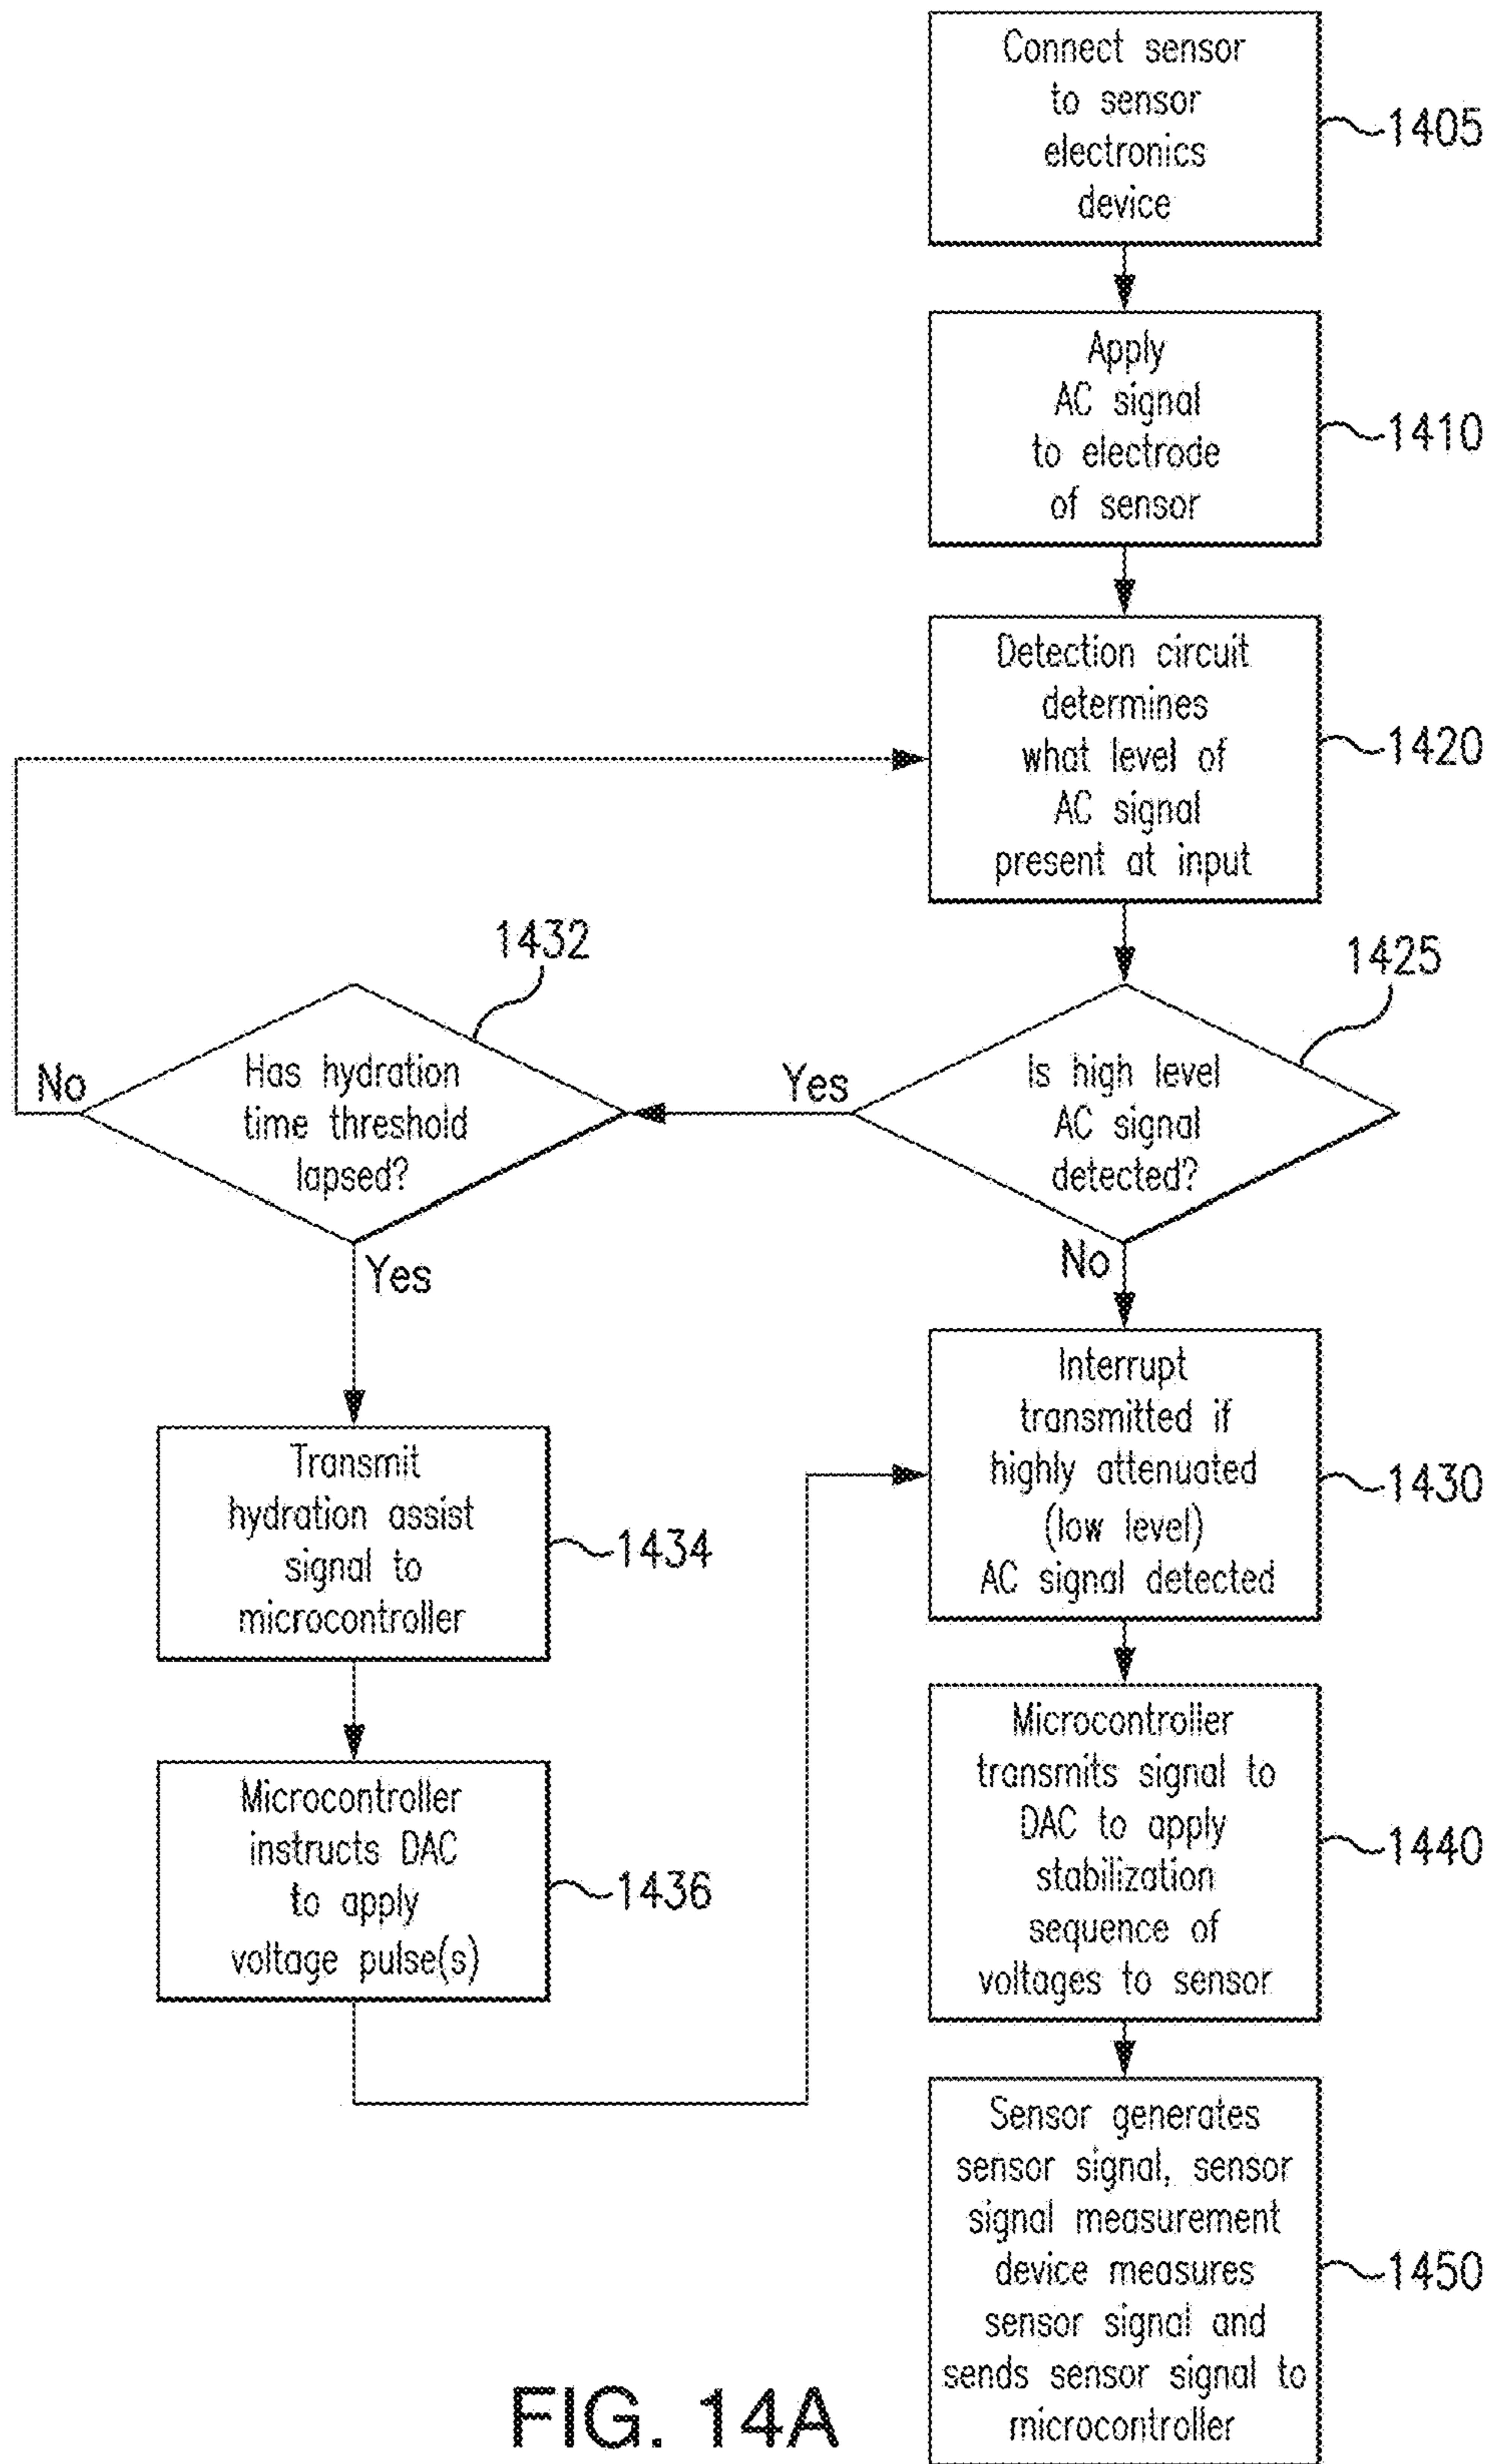 Connect sensor
to sensor
electronics
device
1405
Apply
AC signal
to electrode
of sensor
1410
Detection circuit
determines
what level of
AC signal
present at input
1420
1432
1425
Has hydration
time threshold
lapsed?
No
Yes
Is high level
AC signal
detected?
Yes
No
Interrupt
transmitted if
highly attenuated
(low level)
AC signal detected
1430
Transmit
hydration assist
signal to
microcontroller
1434
Microcontroller
transmits signal to
DAC to apply
stabilization
sequence of
voltages to sensor
1440
Microcontroller
instructs DAC
to apply
voltage pulse(s)
1436
Sensor generates
sensor signal, sensor
signal measurement
device measures
sensor signal and
sends sensor signal to
microcontroller
1450
FIG. 14A